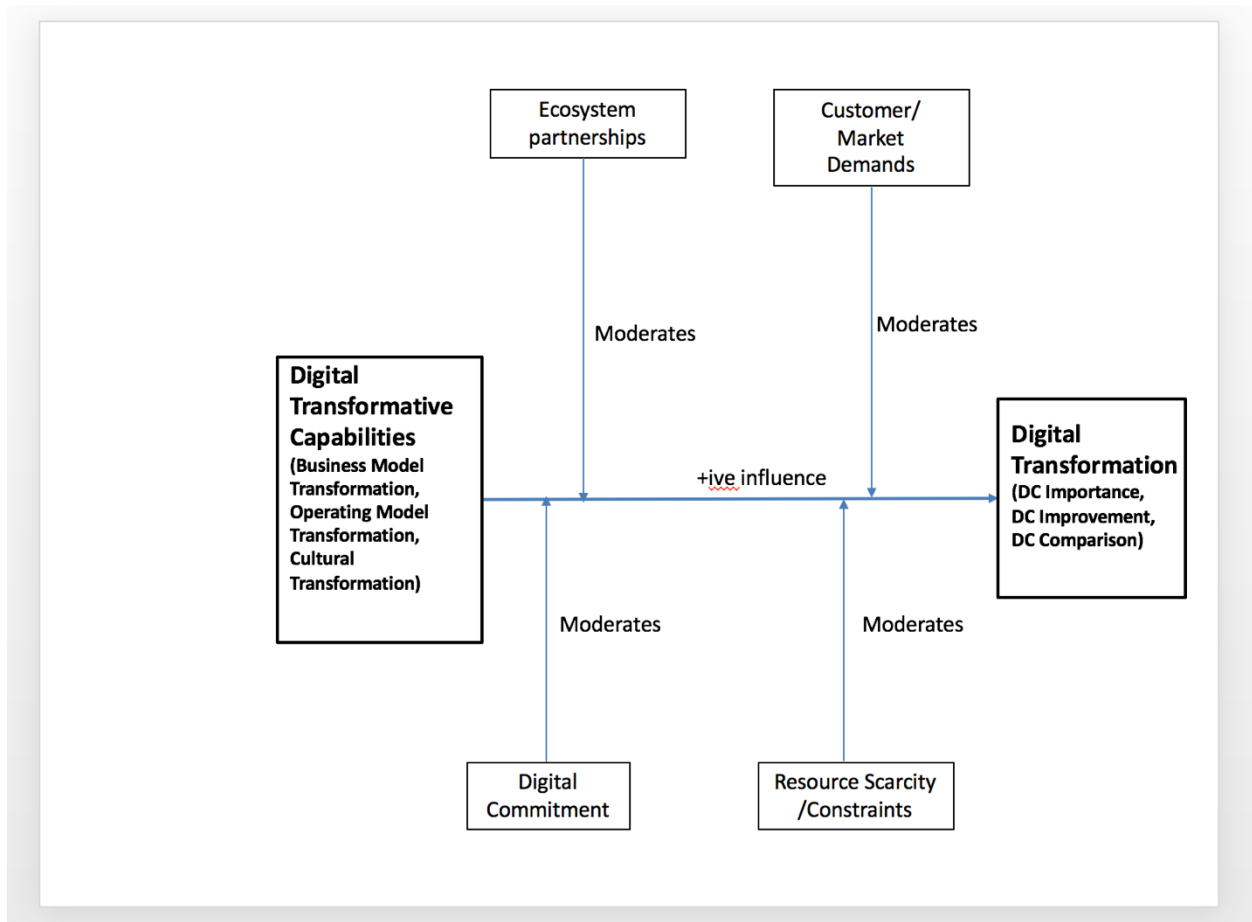 Ecosystem
partnerships
Customer/
Market
Demands
Moderates
Moderates
Digital
Transformative
Capabilities
(Business Model
Transformation,
Operating Model
Transformation,
Cultural
Transformation)
+ive influence
Digital
Transformation
(DC Importance,
DC Improvement,
DC Comparison)
Moderates
Moderates
Digital
Commitment
Resource Scarcity
/Constraints